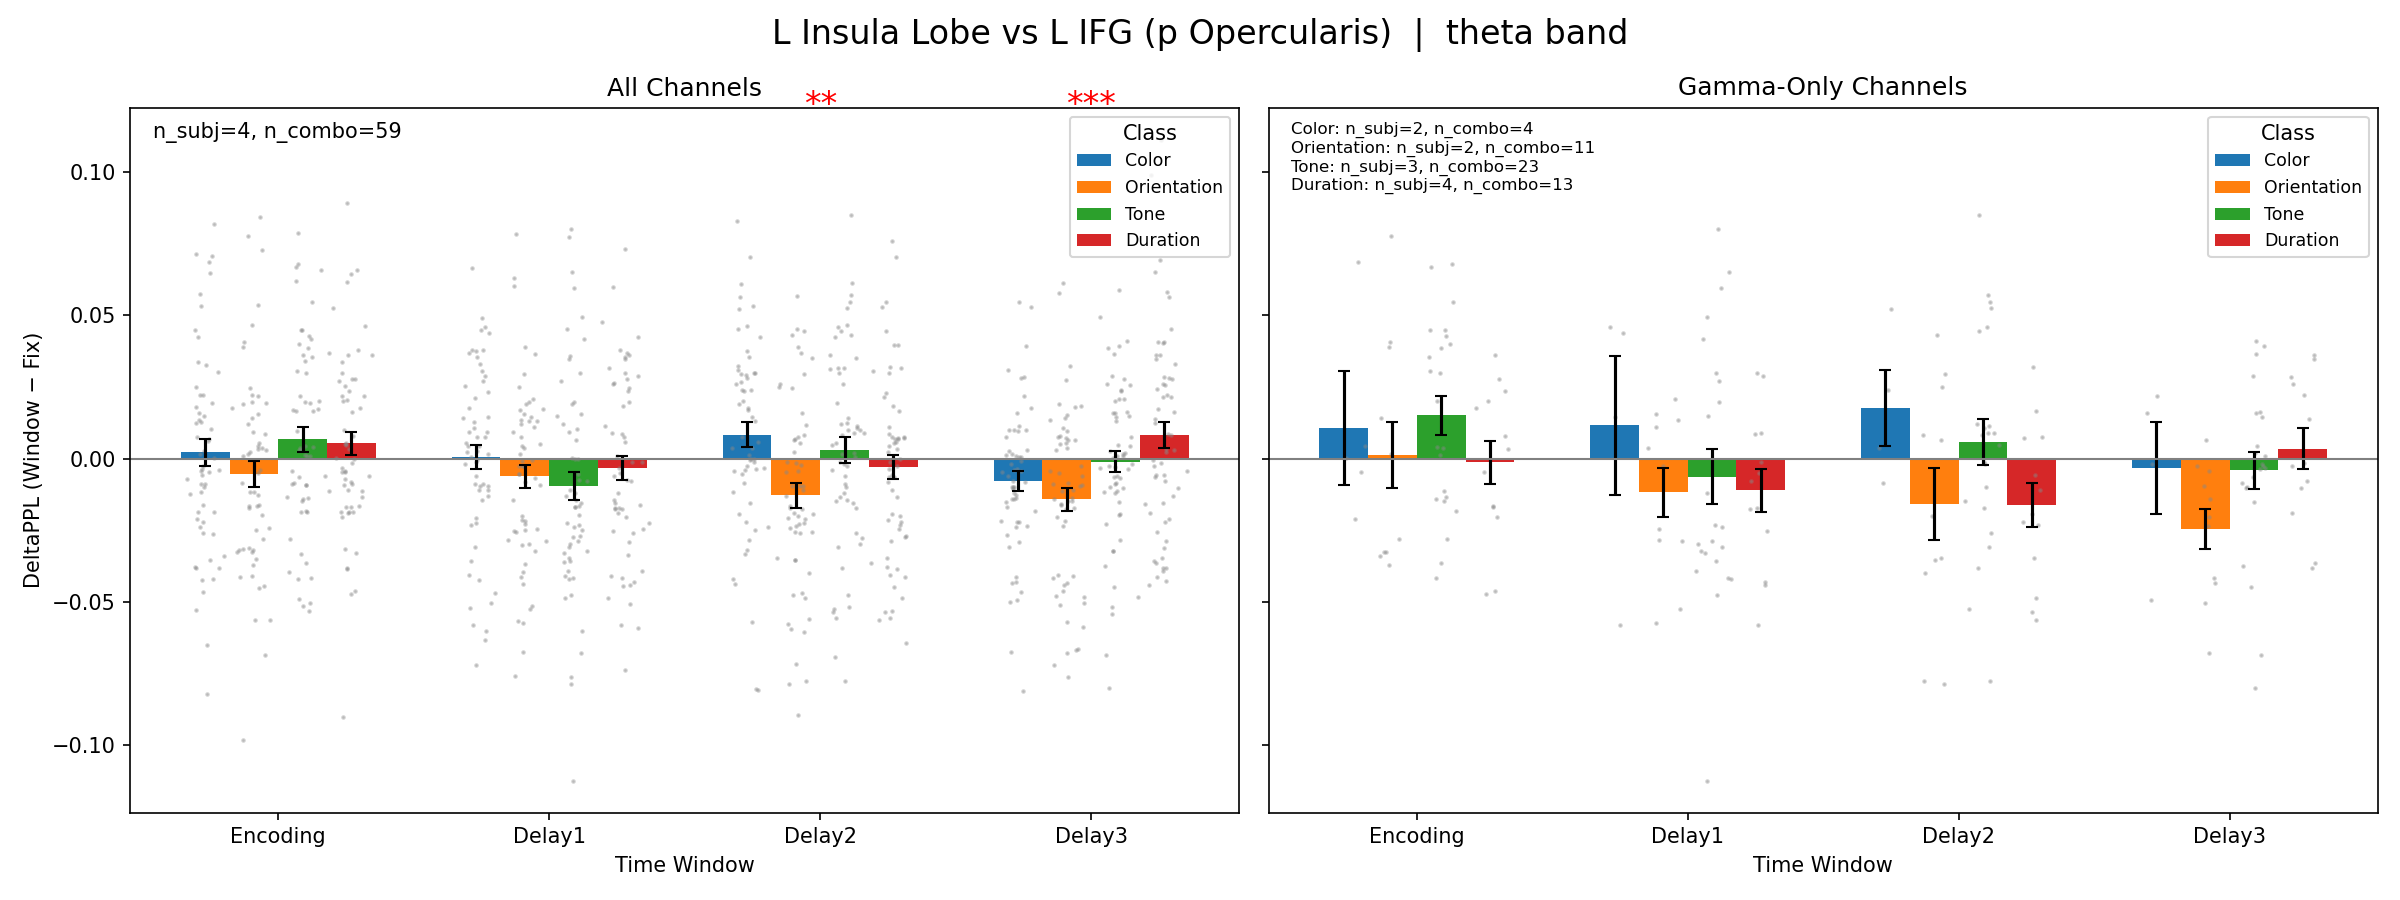 L Insula Lobe vs L IFG (p Opercularis) | theta band
All Channels
**
***
n_subj=4, n_combo=59
Class
Color
Orientation
Tone
Duration
0.10
0.05
0.00
−0.05
−0.10
DeltaPPL (Window − Fix)
Encoding
Delay1
Delay2
Delay3
Time Window
Gamma-Only Channels
Color: n_subj=2, n_combo=4
Orientation: n_subj=2, n_combo=11
Tone: n_subj=3, n_combo=23
Duration: n_subj=4, n_combo=13
Class
Color
Orientation
Tone
Duration
Encoding
Delay1
Delay2
Delay3
Time Window